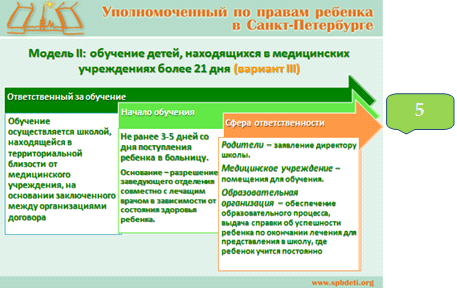 Уполномоченный по правам ребенка
в Санкт-Петербурге
Модель II: обучение детей, находящихся в медицинских
учреждениях более 21 дня (вариант III)
Ответственный за обучение
Обучение
осуществляется школой,
находящейся в
территориальной
близости от
медицинского
учреждения, на
основании заключенного
между организациями
договора
Начало обучения
Не ранее 3-5 дней со
дня поступления
ребенка в больницу.
Основание – разрешение
заведующего отделения
совместно с лечащим
врачом в зависимости от
состояния здоровья
ребенка.
Сфера ответственности
Родители – заявление директору
школы.
Медицинское учреждение –
помещения для обучения.
Образовательная
организация – обеспечение
образовательного процесса,
выдача справки об успешности
ребенка по окончании лечения для
представления в школу, где
ребенок учится постоянно
5
www.spbdeti.org